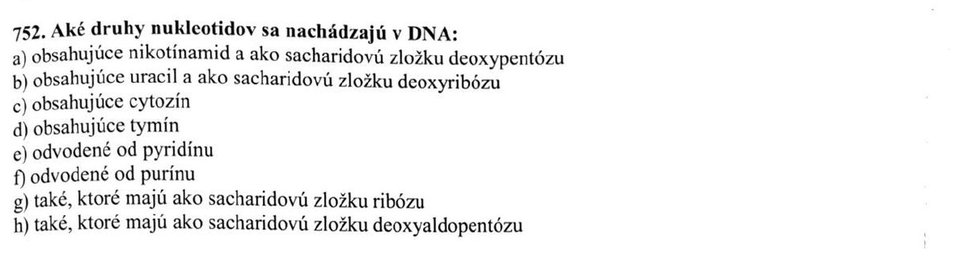 752. Aké druhy nukleotidov sa nachádzajú v DNA:
a) obsahujúce nikotínamid a ako sacharidovú zložku deoxypentózu
b) obsahujúce uracil a ako sacharidovú zložku deoxyribózu
c) obsahujúce cytozín
d) obsahujúce tymín
e) odvodené od pyridínu
f) odvodené od purínu
g) také, ktoré majú ako sacharidovú zložku ribózu
h) také, ktoré majú ako sacharidovú zložku deoxyaldopentózu